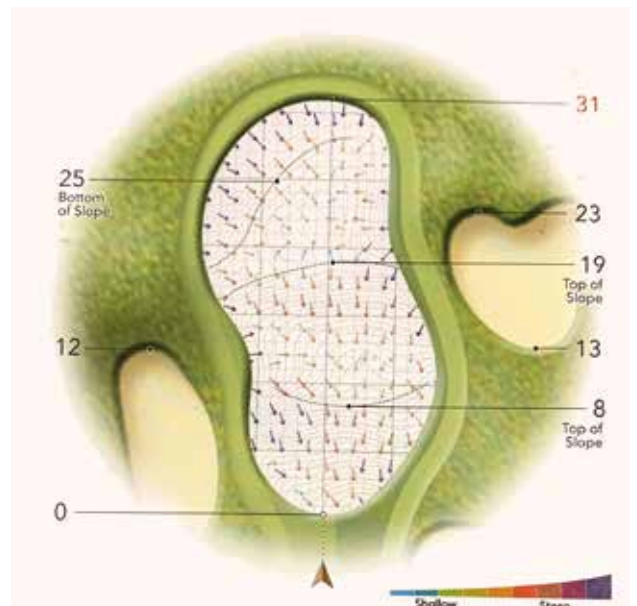 31
25
Bottom
of Slope
23
19
Top of
Slope
12
13
8
Top of
Slope
0
Shallow
Steep